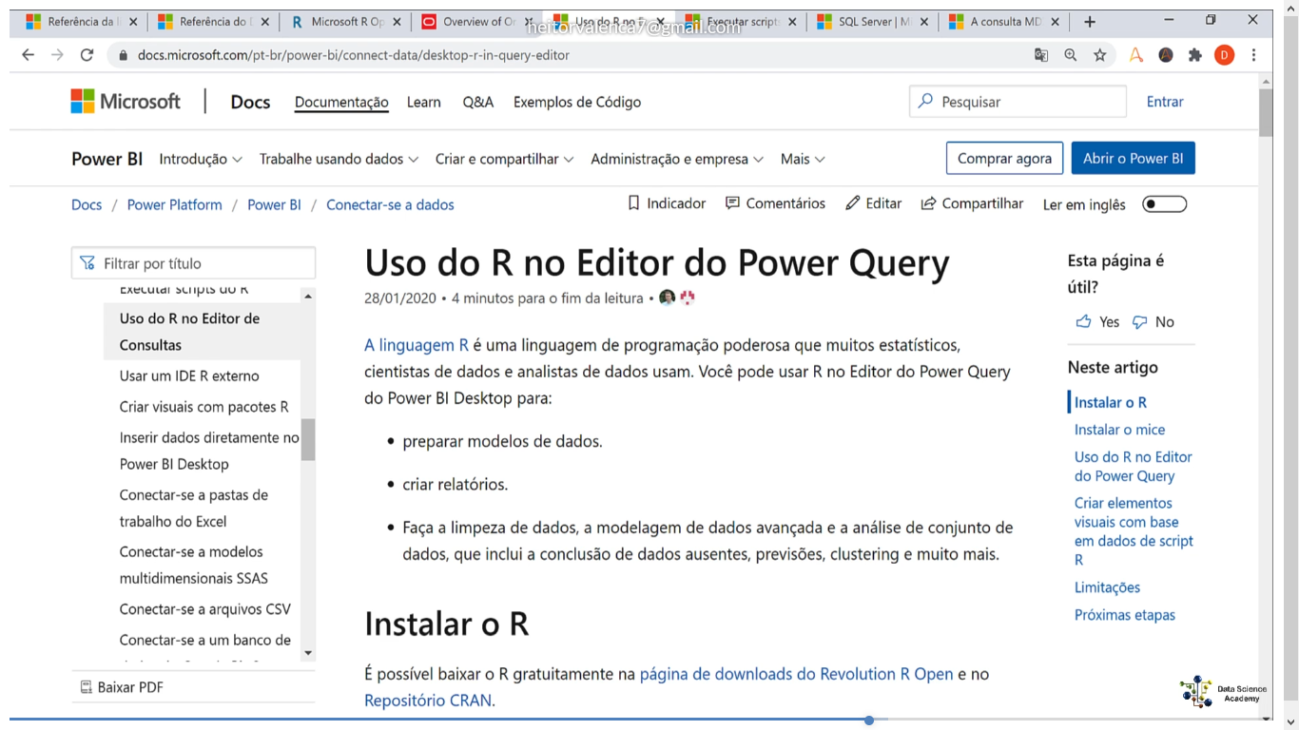 Referência da li
Referência do I
Microsoft R Op
Overview of Or
Uso do R no E
Executar script
SQL Server | M
A consulta MD
docs.microsoft.com/pt-br/power-bi/connect-data/desktop-r-in-query-editor
D
Microsoft
Docs
Documentação
Learn
Q&A
Exemplos de Código
Pesquisar
Entrar
Power BI
Introdução
Trabalhe usando dados
Criar e compartilhar
Administração e empresa
Mais
Comprar agora
Abrir o Power BI
Docs / Power Platform / Power BI / Conectar-se a dados
Indicador
Comentários
Editar
Compartilhar
Ler em inglês
Filtrar por título
Executar scripts do R
Uso do R no Editor de
Consultas
Usar um IDE R externo
Criar visuais com pacotes R
Inserir dados diretamente no
Power BI Desktop
Conectar-se a pastas de
trabalho do Excel
Conectar-se a modelos
multidimensionais SSAS
Conectar-se a arquivos CSV
Conectar-se a um banco de
Baixar PDF
Uso do R no Editor do Power Query
28/01/2020 • 4 minutos para o fim da leitura •
A linguagem R é uma linguagem de programação poderosa que muitos estatísticos,
cientistas de dados e analistas de dados usam. Você pode usar R no Editor do Power Query
do Power BI Desktop para:
• preparar modelos de dados.
• criar relatórios.
• Faça a limpeza de dados, a modelagem de dados avançada e a análise de conjunto de
dados, que inclui a conclusão de dados ausentes, previsões, clustering e muito mais.
Instalar o R
É possível baixar o R gratuitamente na página de downloads do Revolution R Open e no
Repositório CRAN.
Esta página é
útil?
Yes
No
Neste artigo
Instalar o R
Instalar o mice
Uso do R no Editor
do Power Query
Criar elementos
visuais com base
em dados de script
R
Limitações
Próximas etapas
Data Science
Academy